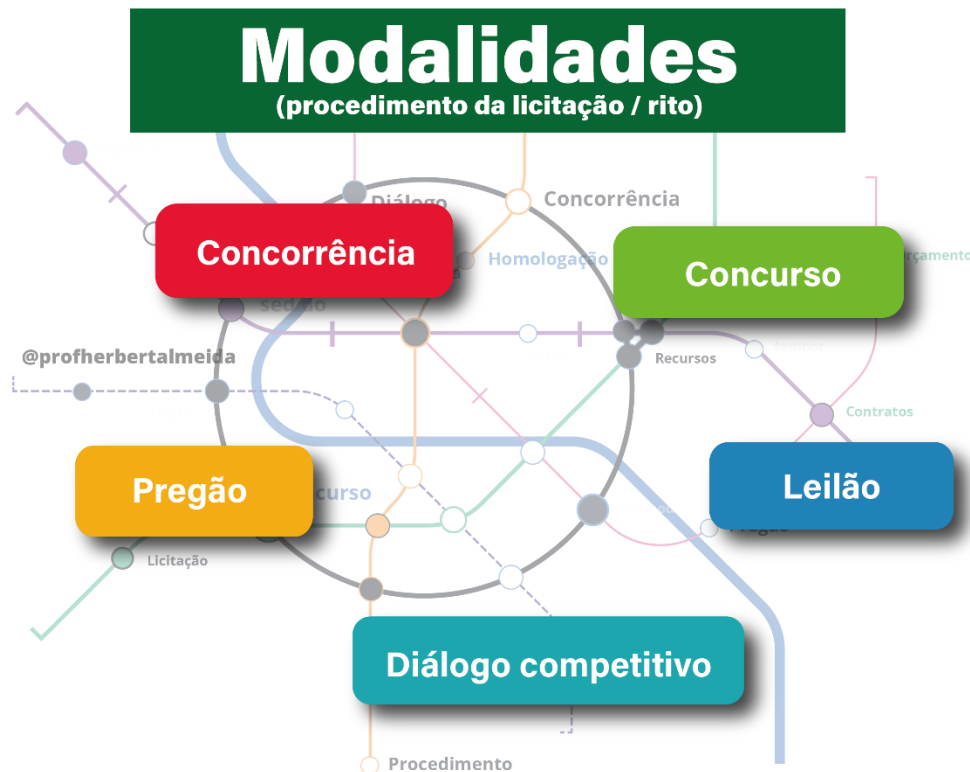 Modalidades
(procedimento da licitação / rito)
Diálogo
Concorrência
Concorrência
Homologação
Concurso
Recursos
@profherbertalmeida
Contratos
Pregão
curso
Leilão
Pregão
Licitação
Diálogo competitivo
Procedimento